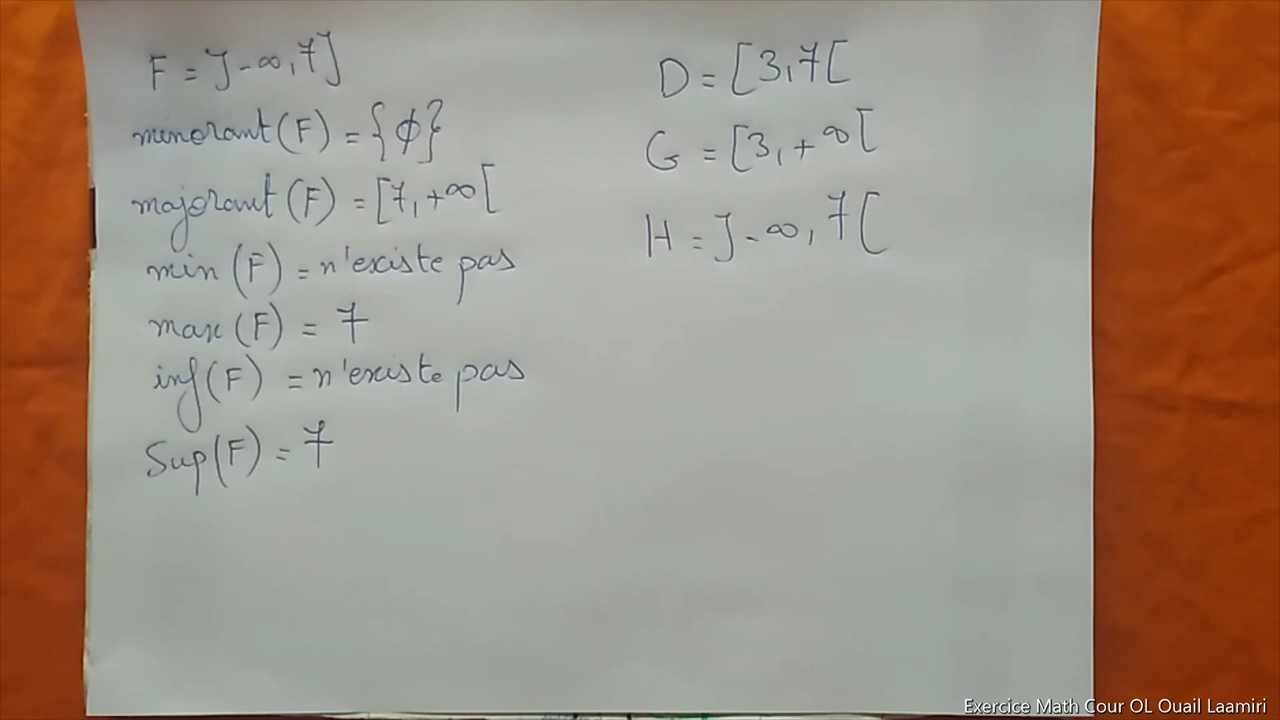 F = ]-∞, 7]
minorant(F) = {∅}
majorant(F) = [7, +∞[
min(F) = n'existe pas
max(F) = 7
inf(F) = n'existe pas
Sup(F) = 7
D = [3, 7[
G = [3, +∞[
H = ]-∞, 7[
Exercice Math Cour OL Ouail Laamiri